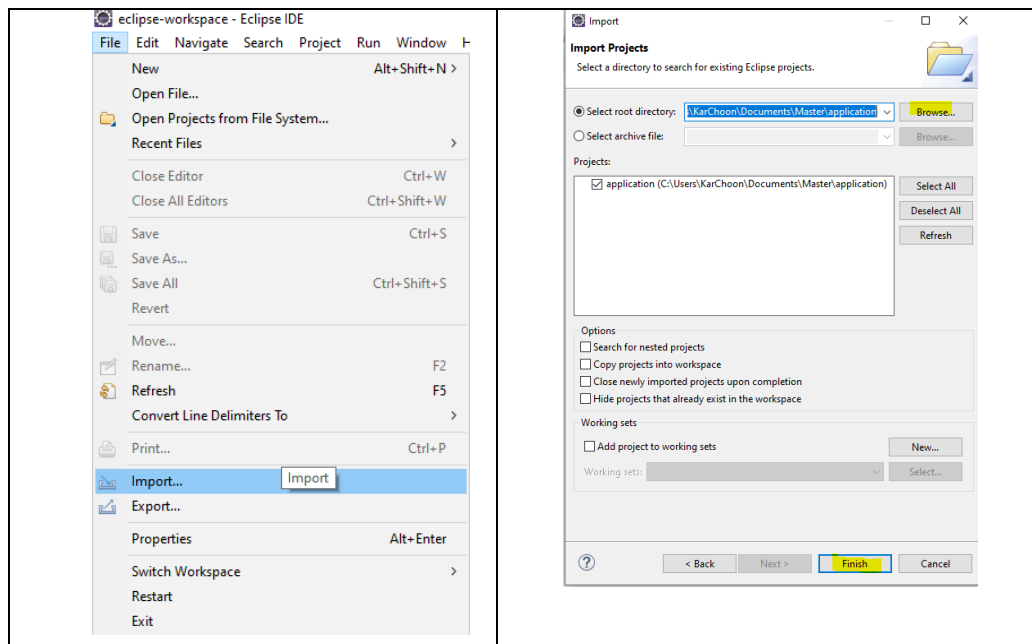 eclipse-workspace - Eclipse IDE
File Edit Navigate Search Project Run Window H
New Alt+Shift+N >
Open File...
Open Projects from File System...
Recent Files >
Close Editor Ctrl+W
Close All Editors Ctrl+Shift+W
Save Ctrl+S
Save As...
Save All Ctrl+Shift+S
Revert
Move...
Rename... F2
Refresh F5
Convert Line Delimiters To >
Print... Ctrl+P
Import... Import
Export...
Properties Alt+Enter
Switch Workspace >
Restart
Exit
Import
Import Projects
Select a directory to search for existing Eclipse projects.
Select root directory: \KarChoon\Documents\Master\application Browse...
Select archive file: Browse...
Projects:
application (C:\Users\KarChoon\Documents\Master\application) Select All
Deselect All
Refresh
Options
Search for nested projects
Copy projects into workspace
Close newly imported projects upon completion
Hide projects that already exist in the workspace
Working sets
Add project to working sets New...
Working sets: Select...
? < Back Next > Finish Cancel